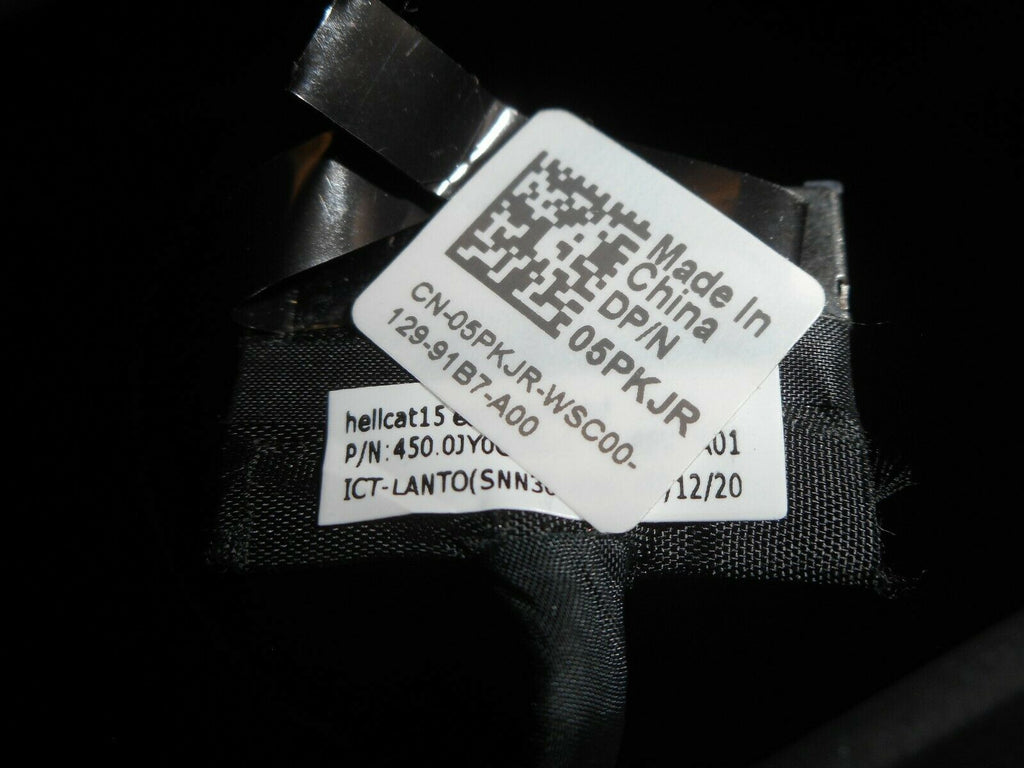 Made In
China
DP/N
05PKJR
CN-05PKJR-WSC00-
129-91B7-A00
hellcat15
P/N:450.0JY0 A01
ICT-LANTO(SNN3 /12/20